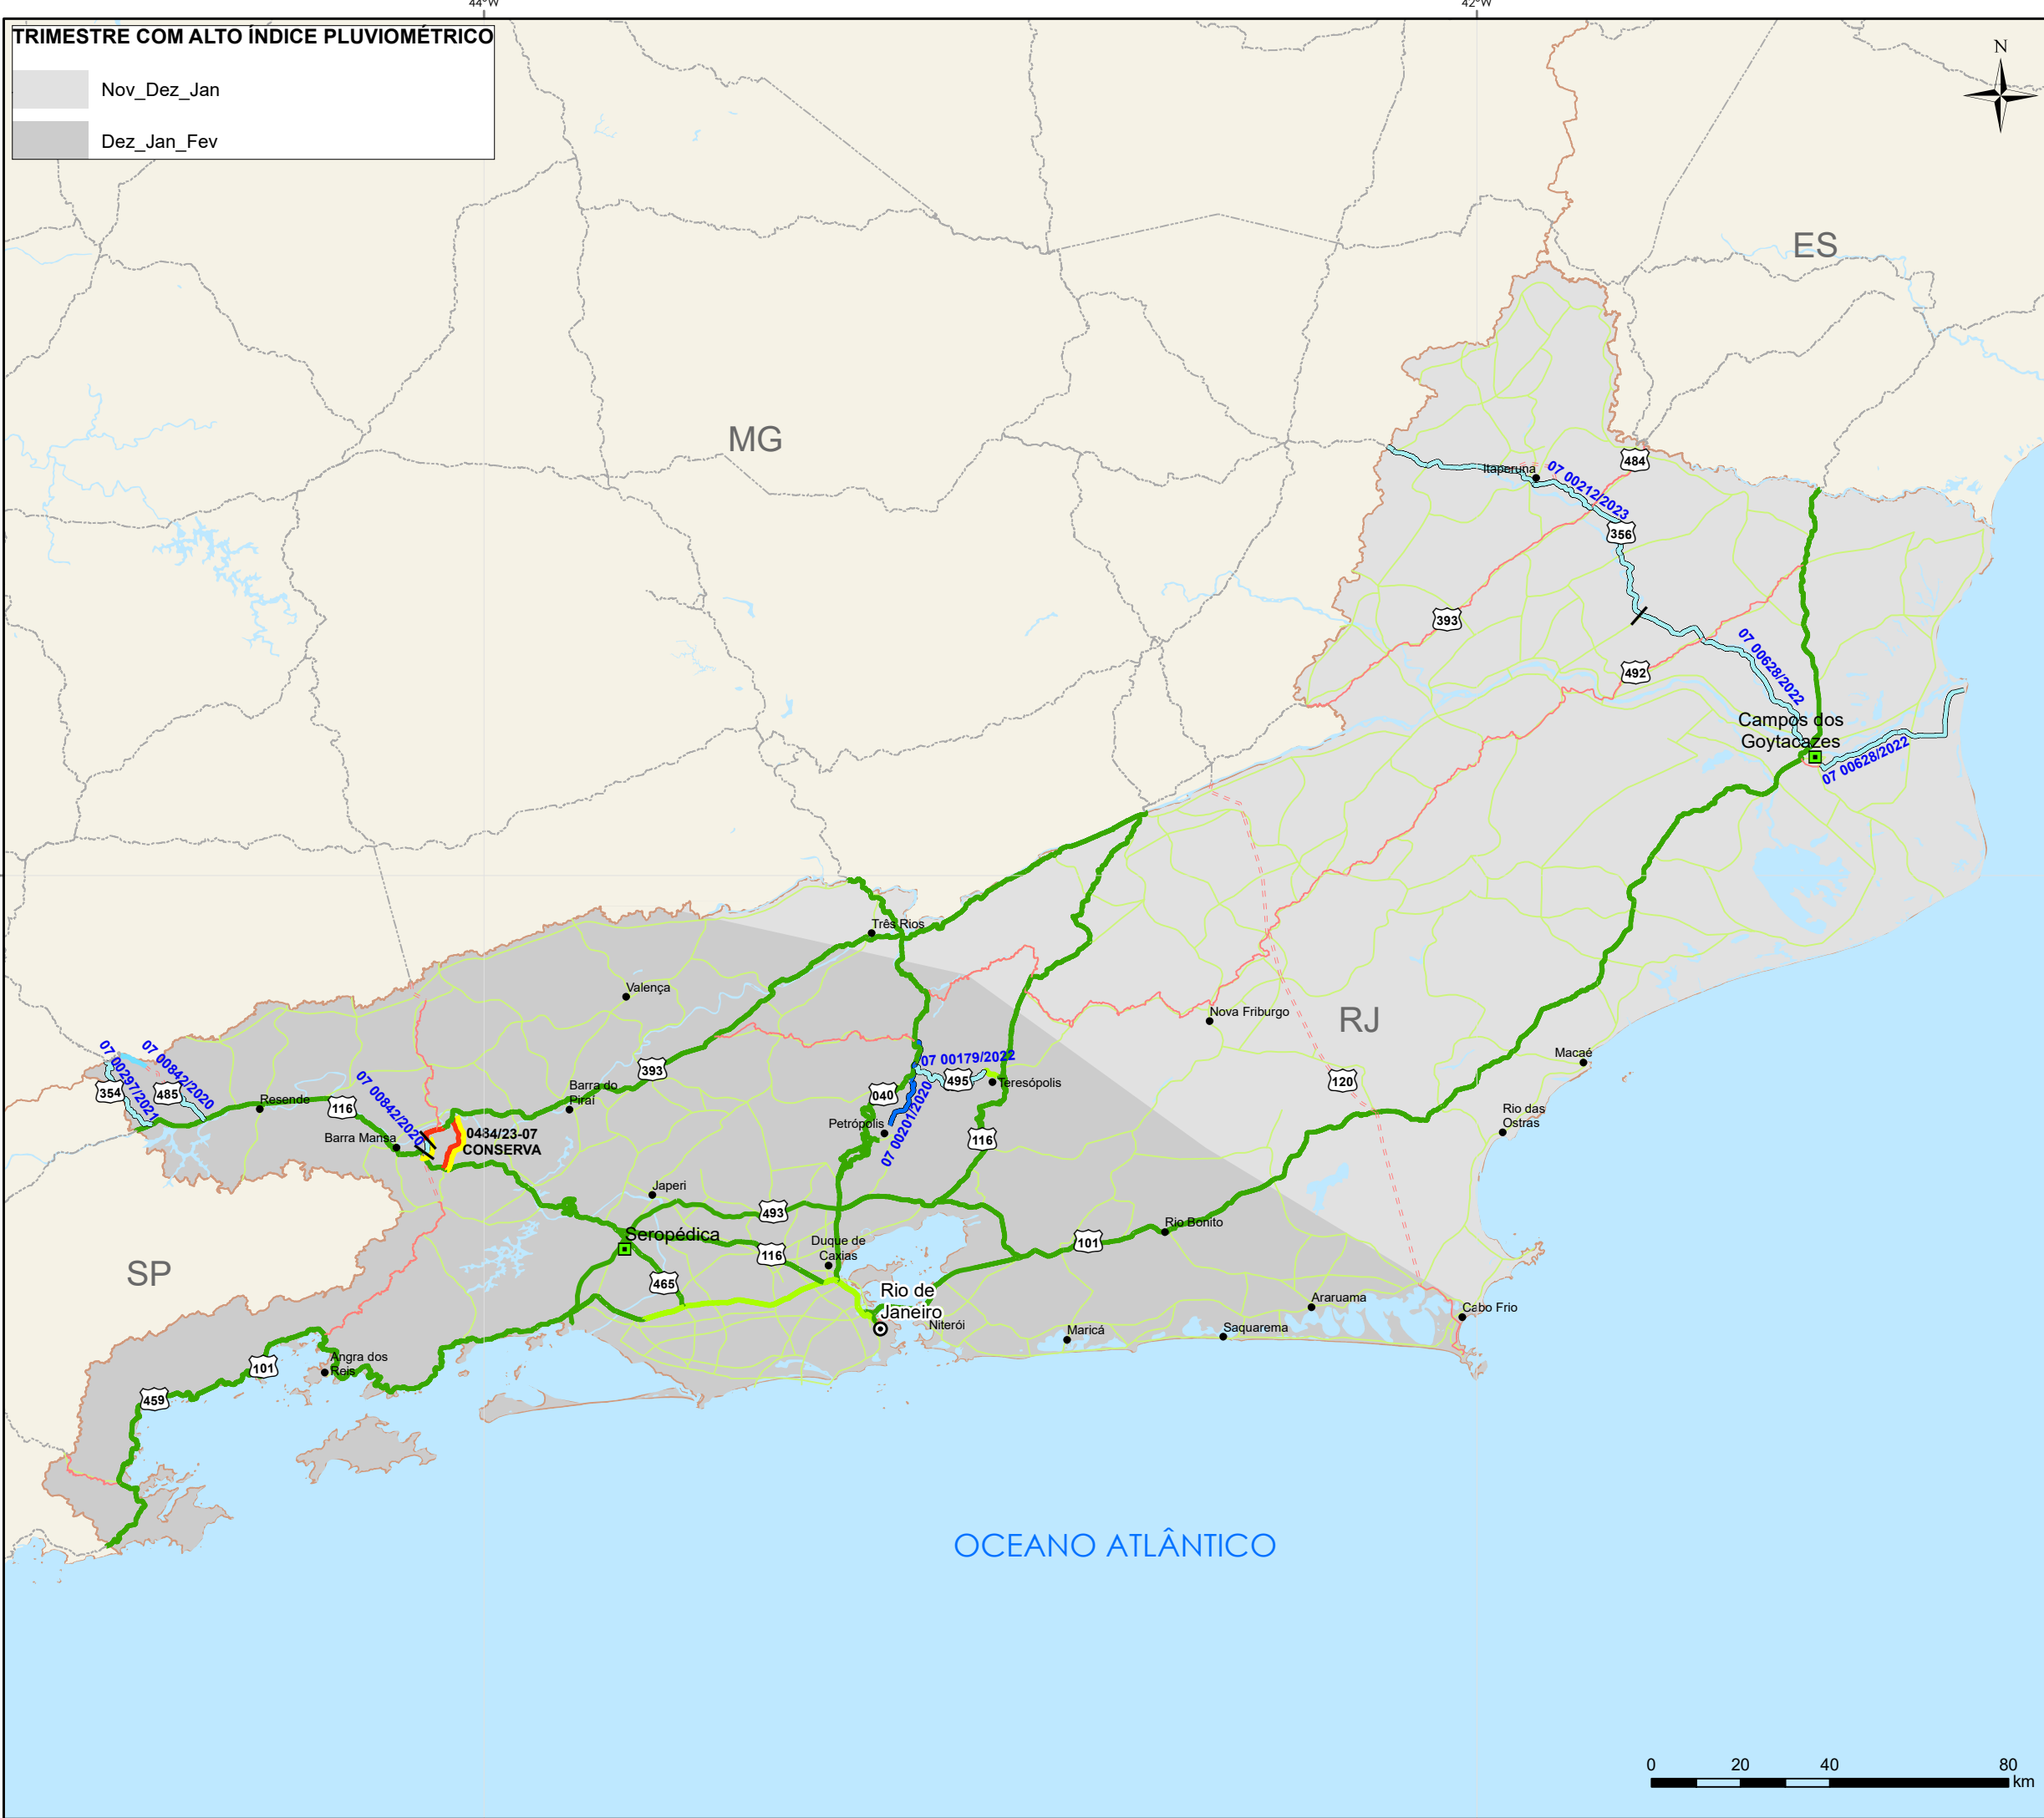 44°W
42°W
TRIMESTRE COM ALTO ÍNDICE PLUVIOMÉTRICO
Nov_Dez_Jan
Dez_Jan_Fev
N
ES
MG
484
Itaperuna
07 00212/2023
356
393
492
07 00628/2022
Campos dos
Goytacazes
07 00628/2022
Três Rios
Valença
Nova Friburgo
RJ
Macaé
120
07 00297/2021
07 00842/2020
354
485
Resende
116
07 00842/2020
Barra Mansa
0434/23-07
CONSERVA
Barra do
Piraí
393
07 00179/2022
495
Teresópolis
040
Petrópolis
07 00201/2020
116
Rio das
Ostras
Japeri
493
Seropédica
116
465
Duque de
Caxias
Rio Bonito
101
SP
Rio de
Janeiro
Niterói
Maricá
Saquarema
Araruama
Cabo Frio
Angra dos
Reis
101
459
OCEANO ATLÂNTICO
0 20 40 80
km